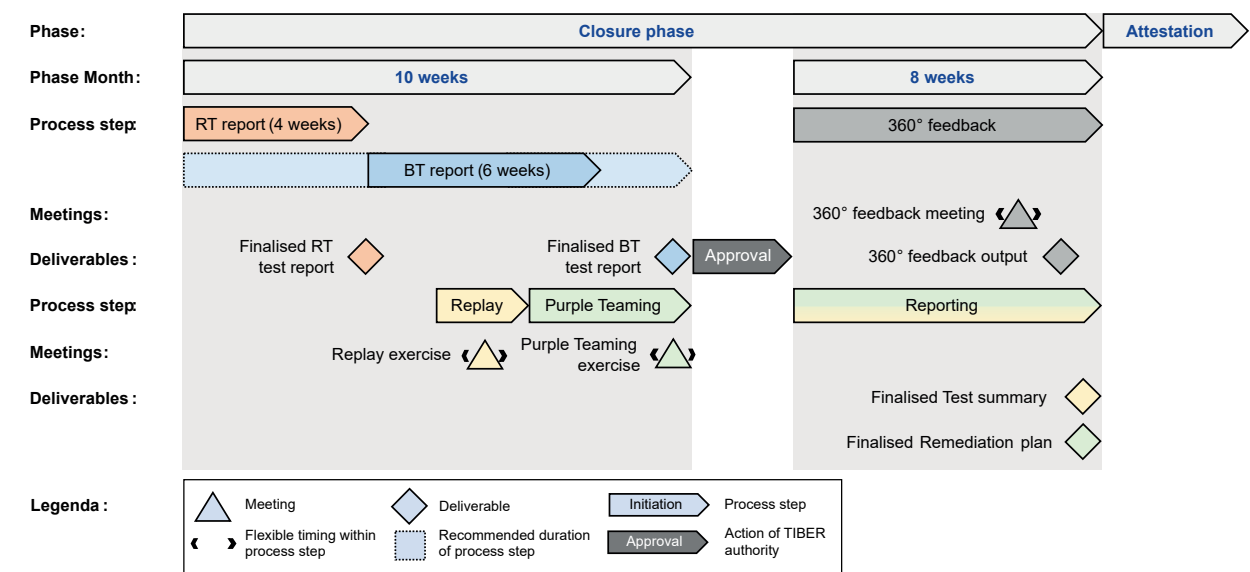 Phase:
Closure phase
Attestation
Phase Month:
10 weeks
8 weeks
Process step:
RT report (4 weeks)
360° feedback
BT report (6 weeks)
Meetings:
360° feedback meeting
Deliverables :
Finalised RT
test report
Finalised BT
test report
Approval
360° feedback output
Process step:
Replay
Purple Teaming
Reporting
Meetings:
Replay exercise
Purple Teaming
exercise
Deliverables :
Finalised Test summary
Finalised Remediation plan
Legenda :
Meeting
Deliverable
Initiation
Process step
Flexible timing within
process step
Recommended duration
of process step
Approval
Action of TIBER
authority